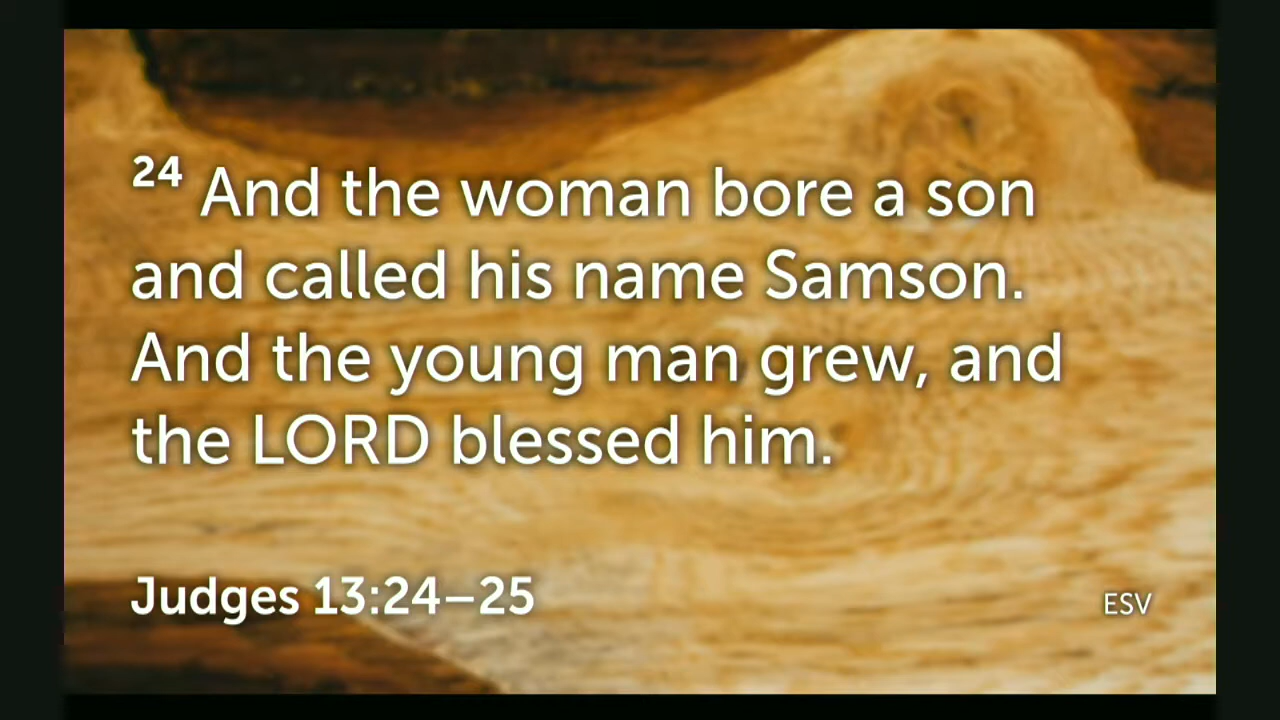 24 And the woman bore a son
and called his name Samson.
And the young man grew, and
the LORD blessed him.
Judges 13:24–25
ESV